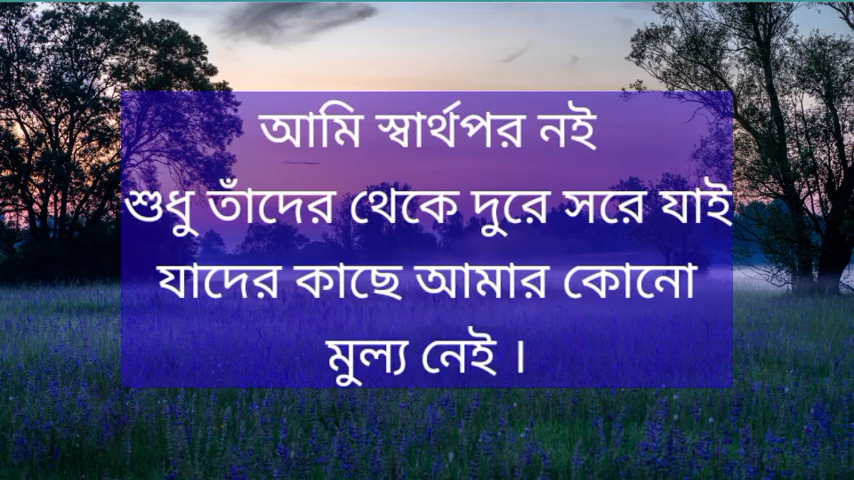 আমি স্বার্থপর নই
শুধু তাঁদের থেকে দুরে সরে যাই
যাদের কাছে আমার কোনো
মুল্য নেই ।